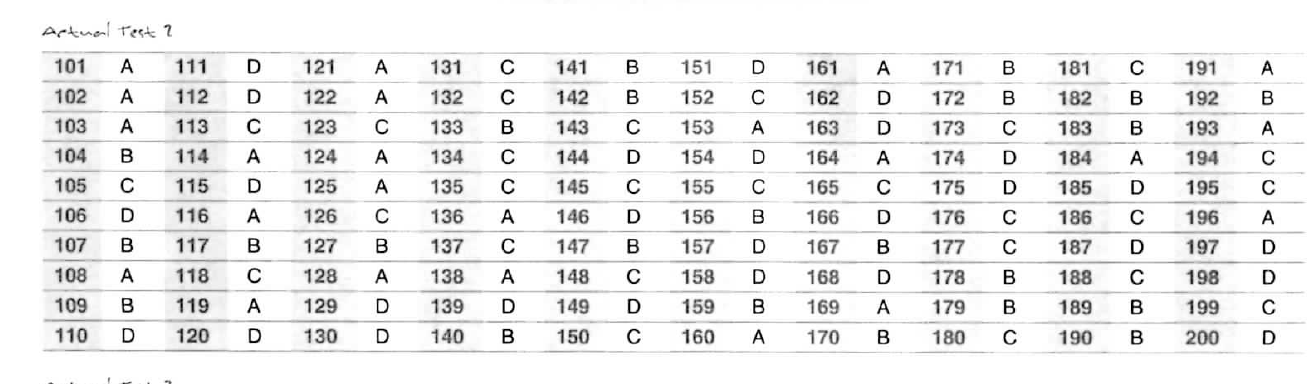 Actual Test 2
101 A 111 D 121 A 131 C 141 B 151 D 161 A 171 B 181 C 191 A
102 A 112 D 122 A 132 C 142 B 152 C 162 D 172 B 182 B 192 B
103 A 113 C 123 C 133 B 143 C 153 A 163 D 173 C 183 B 193 A
104 B 114 A 124 A 134 C 144 D 154 D 164 A 174 D 184 A 194 C
105 C 115 D 125 A 135 C 145 C 155 C 165 C 175 D 185 D 195 C
106 D 116 A 126 C 136 A 146 D 156 B 166 D 176 C 186 C 196 A
107 B 117 B 127 B 137 C 147 B 157 D 167 B 177 C 187 D 197 D
108 A 118 C 128 A 138 A 148 C 158 D 168 D 178 B 188 C 198 D
109 B 119 A 129 D 139 D 149 D 159 B 169 A 179 B 189 B 199 C
110 D 120 D 130 D 140 B 150 C 160 A 170 B 180 C 190 B 200 D